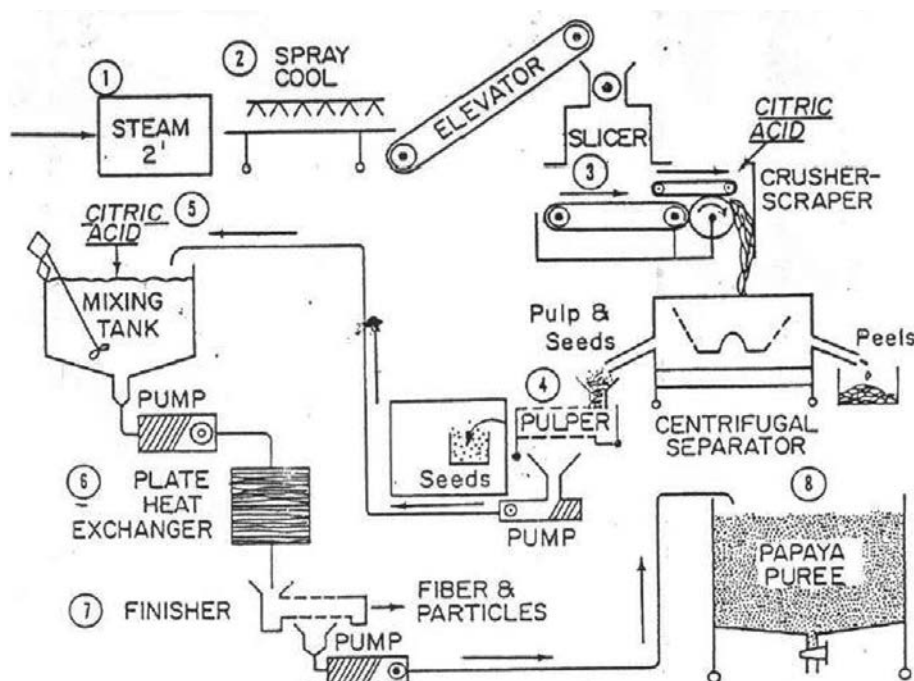 1
STEAM
2'
2
SPRAY
COOL
ELEVATOR
SLICER
3
CITRIC
ACID
CRUSHER-
SCRAPER
CITRIC
ACID
5
MIXING
TANK
PUMP
Pulp &
Seeds
4
PULPER
Seeds
PUMP
Peels
CENTRIFUGAL
SEPARATOR
6
PLATE
HEAT
EXCHANGER
7
FINISHER
FIBER &
PARTICLES
PUMP
8
PAPAYA
PUREE